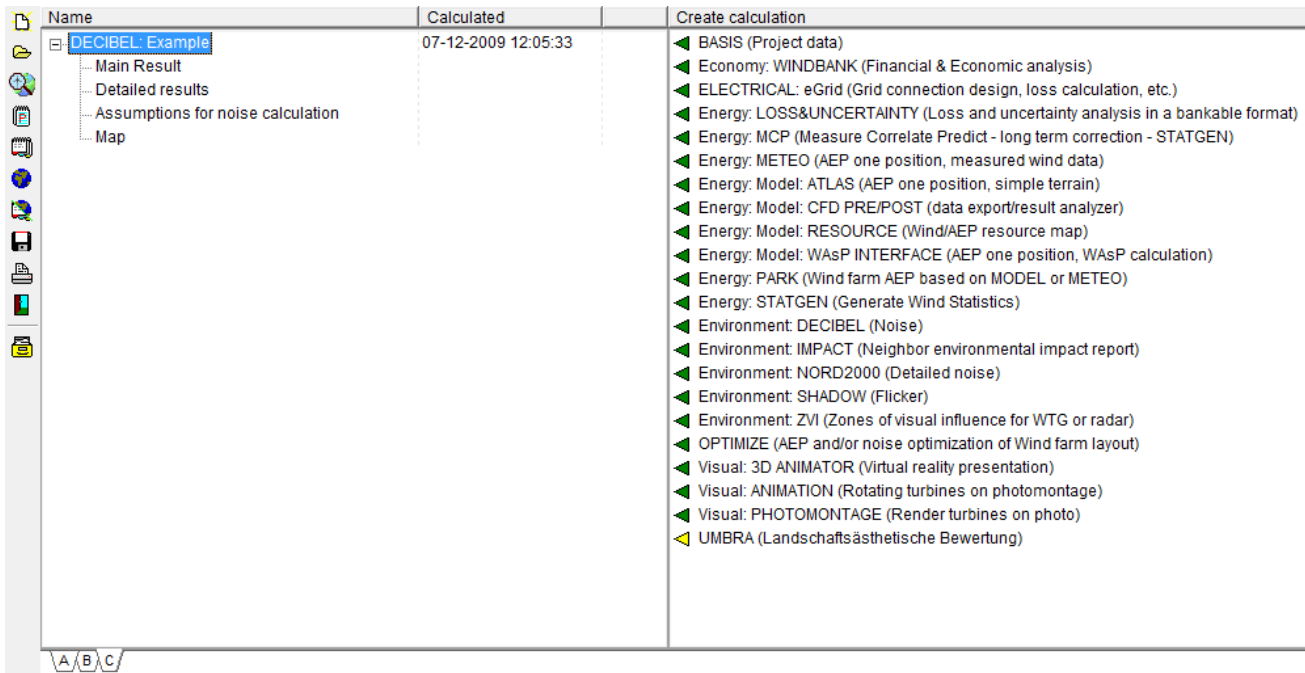 Name Calculated Create calculation
DECIBEL: Example 07-12-2009 12:05:33
Main Result
Detailed results
Assumptions for noise calculation
Map
BASIS (Project data)
Economy: WINDBANK (Financial & Economic analysis)
ELECTRICAL: eGrid (Grid connection design, loss calculation, etc.)
Energy: LOSS&UNCERTAINTY (Loss and uncertainty analysis in a bankable format)
Energy: MCP (Measure Correlate Predict - long term correction - STATGEN)
Energy: METEO (AEP one position, measured wind data)
Energy: Model: ATLAS (AEP one position, simple terrain)
Energy: Model: CFD PRE/POST (data export/result analyzer)
Energy: Model: RESOURCE (Wind/AEP resource map)
Energy: Model: WAsP INTERFACE (AEP one position, WAsP calculation)
Energy: PARK (Wind farm AEP based on MODEL or METEO)
Energy: STATGEN (Generate Wind Statistics)
Environment: DECIBEL (Noise)
Environment: IMPACT (Neighbor environmental impact report)
Environment: NORD2000 (Detailed noise)
Environment: SHADOW (Flicker)
Environment: ZVI (Zones of visual influence for WTG or radar)
OPTIMIZE (AEP and/or noise optimization of Wind farm layout)
Visual: 3D ANIMATOR (Virtual reality presentation)
Visual: ANIMATION (Rotating turbines on photomontage)
Visual: PHOTOMONTAGE (Render turbines on photo)
UMBRA (Landschaftsästhetische Bewertung)
A B C